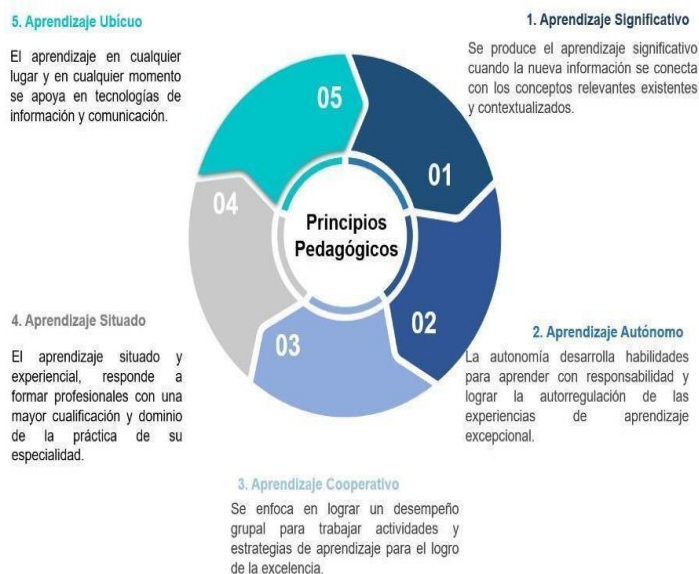 5. Aprendizaje Ubícuo
El aprendizaje en cualquier
lugar y en cualquier momento
se apoya en tecnologías de
información y comunicación.
1. Aprendizaje Significativo
Se produce el aprendizaje significativo
cuando la nueva información se conecta
con los conceptos relevantes existentes
y contextualizados.
05
01
04
Principios
Pedagógicos
02
03
4. Aprendizaje Situado
El aprendizaje situado y
experiencial, responde a
formar profesionales con una
mayor cualificación y dominio
de la práctica de su
especialidad.
2. Aprendizaje Autónomo
La autonomía desarrolla habilidades
para aprender con responsabilidad y
lograr la autorregulación de las
experiencias de aprendizaje
excepcional.
3. Aprendizaje Cooperativo
Se enfoca en lograr un desempeño
grupal para trabajar actividades y
estrategias de aprendizaje para el logro
de la excelencia.